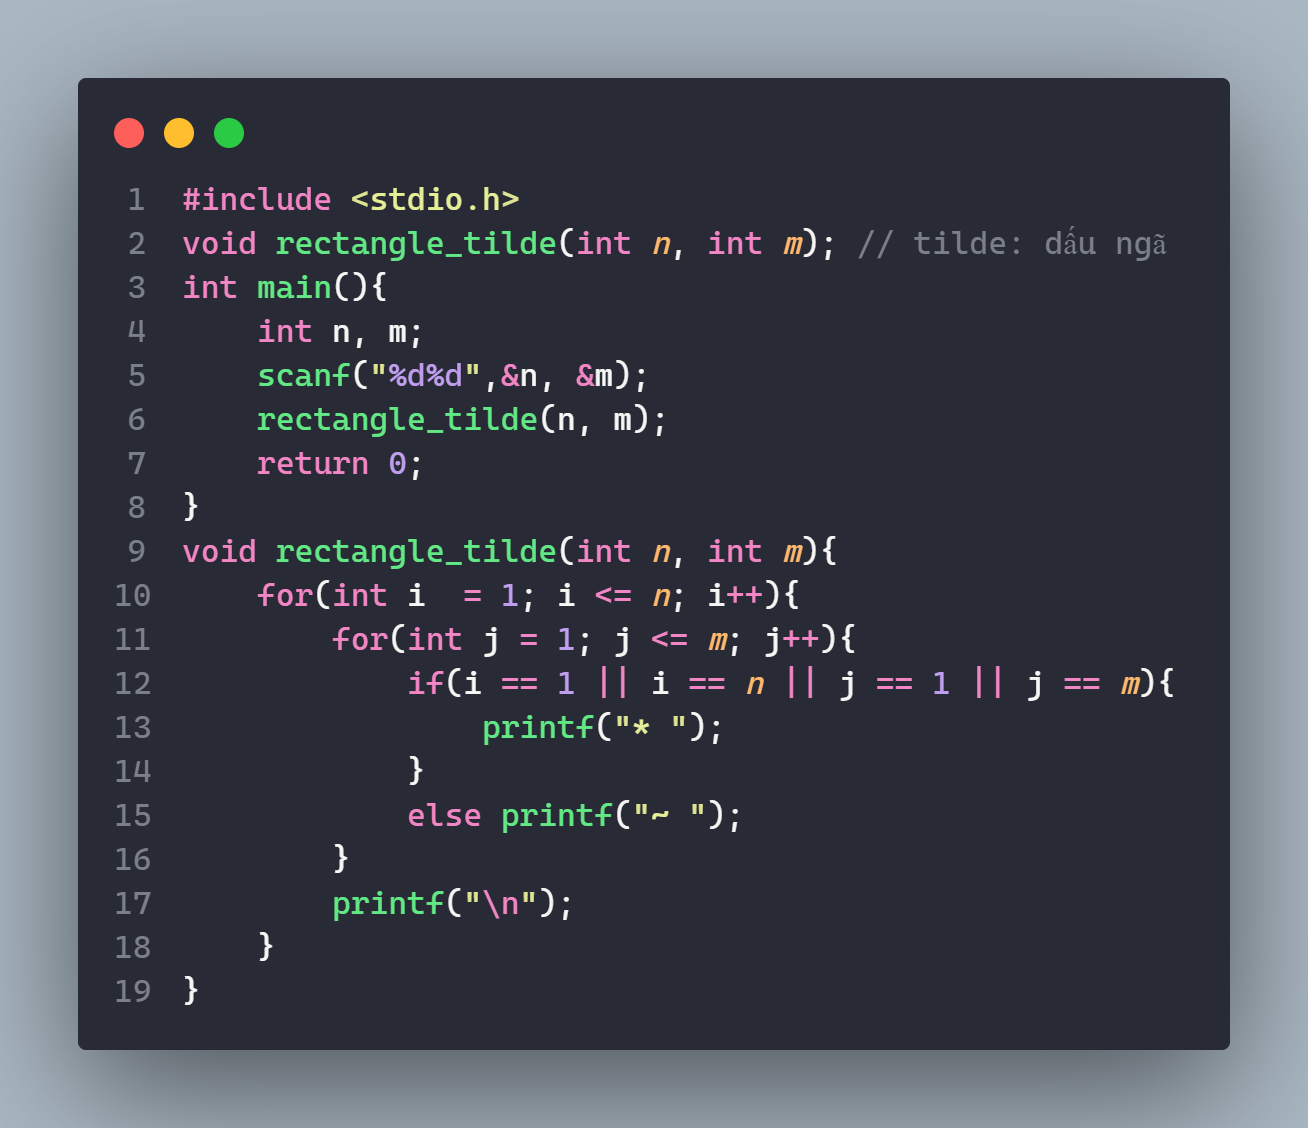 1 #include <stdio.h>
2 void rectangle_tilde(int n, int m); // tilde: dấu ngã
3 int main(){
4     int n, m;
5     scanf("%d%d",&n, &m);
6     rectangle_tilde(n, m);
7     return 0;
8 }
9 void rectangle_tilde(int n, int m){
10     for(int i  = 1; i <= n; i++){
11         for(int j = 1; j <= m; j++){
12             if(i == 1 || i == n || j == 1 || j == m){
13                 printf("* ");
14             }
15             else printf("~ ");
16         }
17         printf("\n");
18     }
19 }